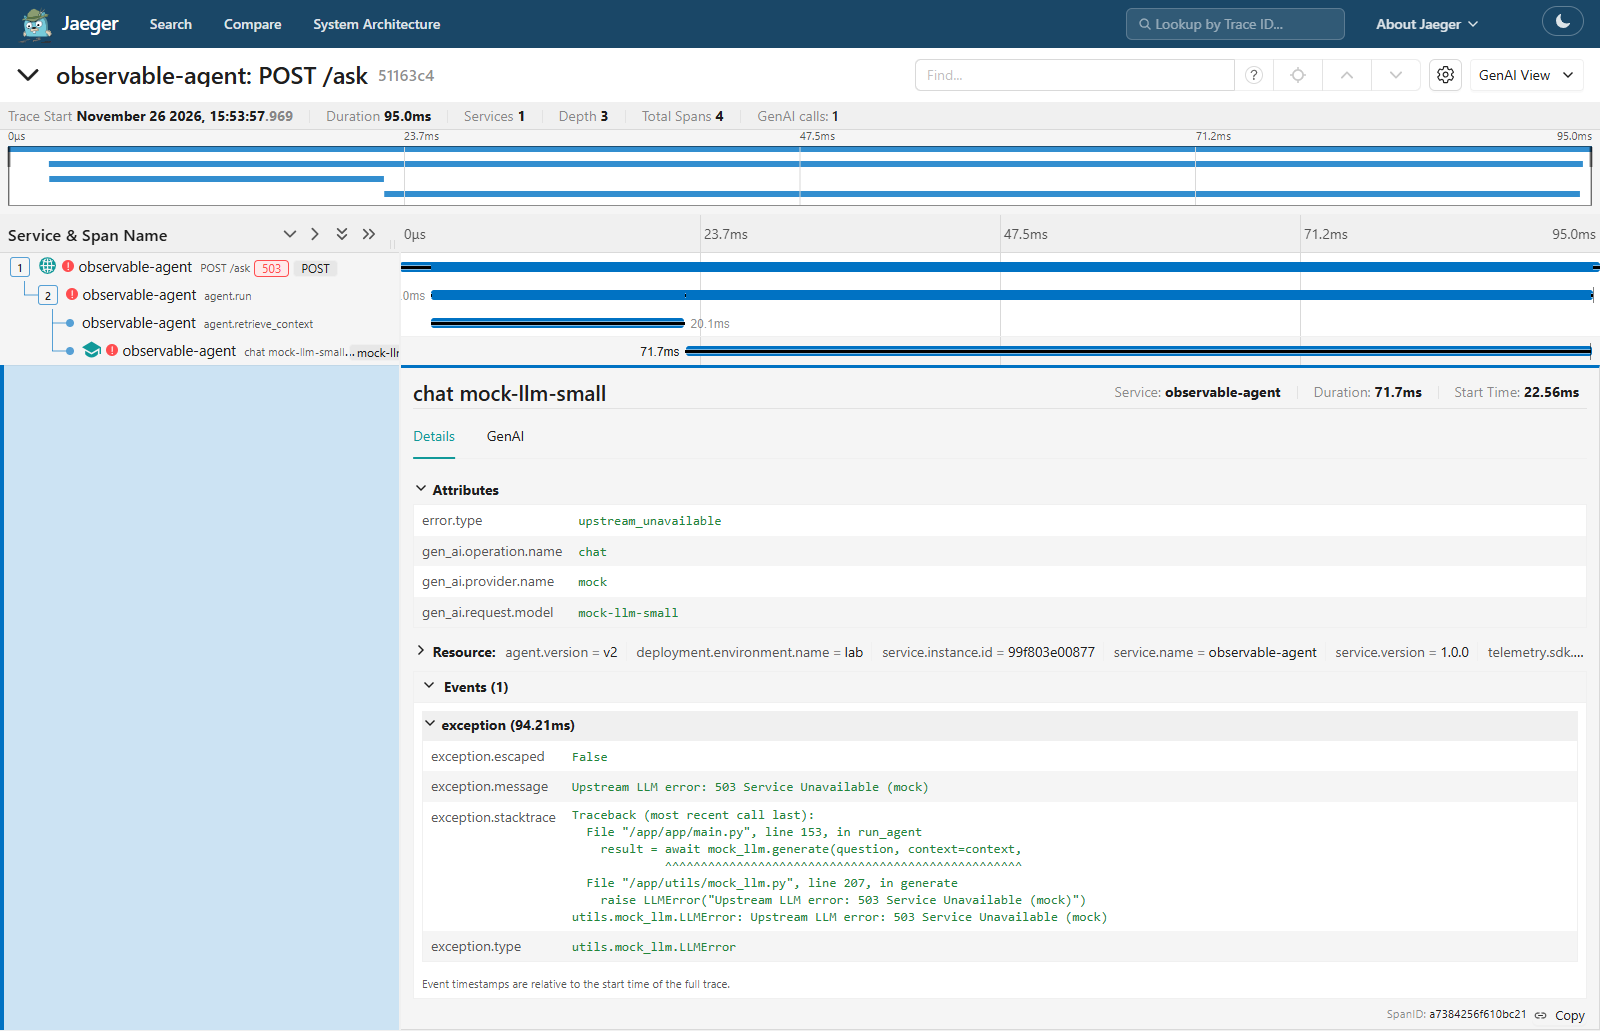 Jaeger Search Compare System Architecture Lookup by Trace ID... About Jaeger
observable-agent: POST /ask 51163c4 Find... ? GenAI View
Trace Start November 26 2026, 15:53:57.969 Duration 95.0ms Services 1 Depth 3 Total Spans 4 GenAI calls: 1
0μs 23.7ms 47.5ms 71.2ms 95.0ms
Service & Span Name 0μs 23.7ms 47.5ms 71.2ms 95.0ms
1 observable-agent POST /ask 503 POST
2 observable-agent agent.run .0ms
observable-agent agent.retrieve_context 20.1ms
observable-agent chat mock-llm-small... mock-llm 71.7ms
chat mock-llm-small Service: observable-agent Duration: 71.7ms Start Time: 22.56ms
Details GenAI
Attributes
error.type upstream_unavailable
gen_ai.operation.name chat
gen_ai.provider.name mock
gen_ai.request.model mock-llm-small
Resource: agent.version = v2 deployment.environment.name = lab service.instance.id = 99f803e00877 service.name = observable-agent service.version = 1.0.0 telemetry.sdk....
Events (1)
exception (94.21ms)
exception.escaped False
exception.message Upstream LLM error: 503 Service Unavailable (mock)
exception.stacktrace Traceback (most recent call last):
File "/app/app/main.py", line 153, in run_agent
result = await mock_llm.generate(question, context=context,
^^^^^^^^^^^^^^^^^^^^^^^^^^^^^^^^^^^^^^^^^^^^^^^^^^
File "/app/utils/mock_llm.py", line 207, in generate
raise LLMError("Upstream LLM error: 503 Service Unavailable (mock)")
utils.mock_llm.LLMError: Upstream LLM error: 503 Service Unavailable (mock)
exception.type utils.mock_llm.LLMError
Event timestamps are relative to the start time of the full trace.
SpanID: a7384256f610bc21 Copy